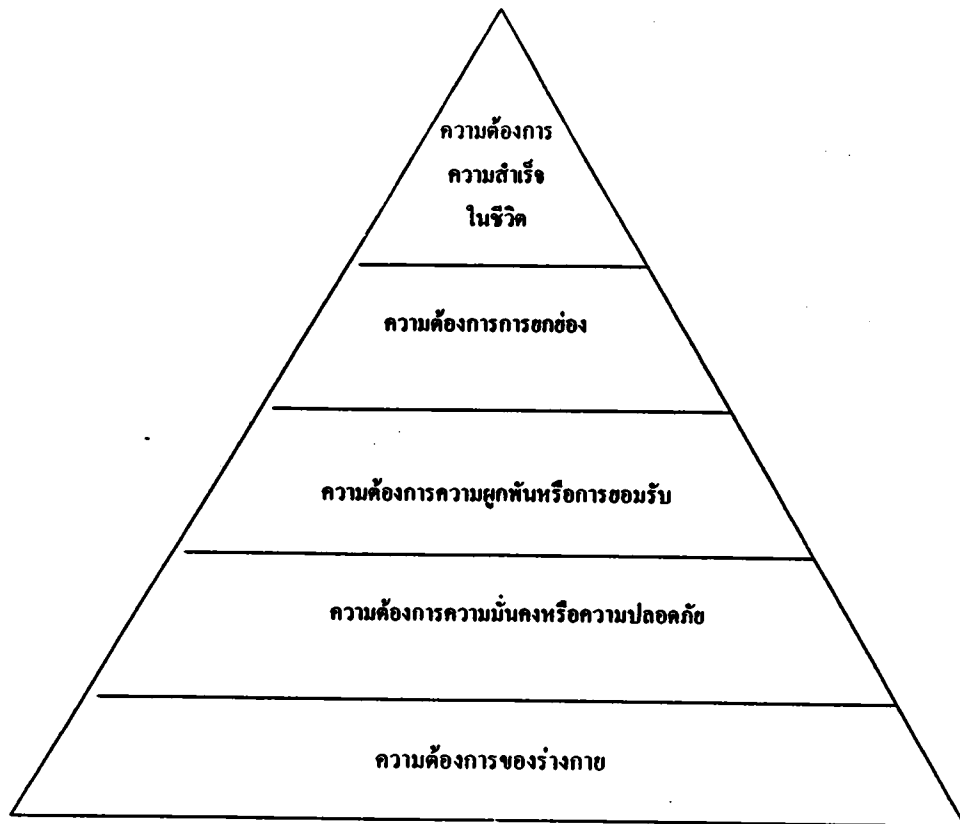 ความต้องการ
ความสำเร็จ
ในชีวิต
ความต้องการการยกย่อง
ความต้องการความผูกพันหรือการยอมรับ
ความต้องการความมั่นคงหรือความปลอดภัย
ความต้องการของร่างกาย